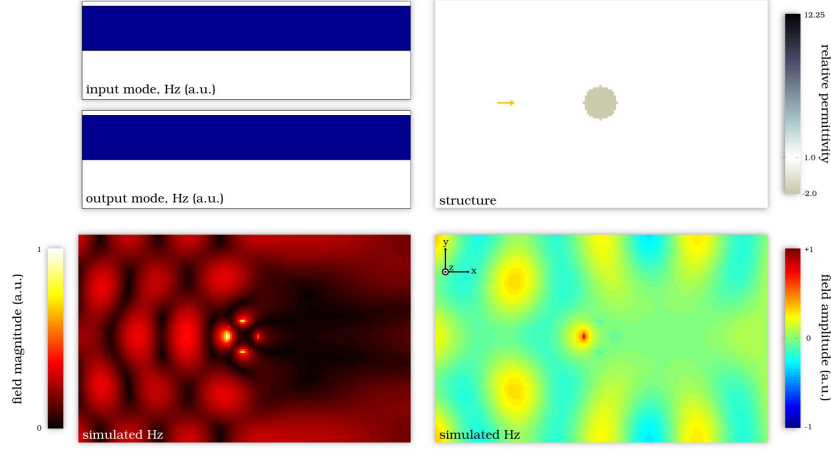 input mode, Hz (a.u.)
output mode, Hz (a.u.)
structure
12.25
1.0
-2.0
relative permittivity
field magnitude (a.u.)
1
0
simulated Hz
y
z
x
simulated Hz
+1
0
-1
field amplitude (a.u.)